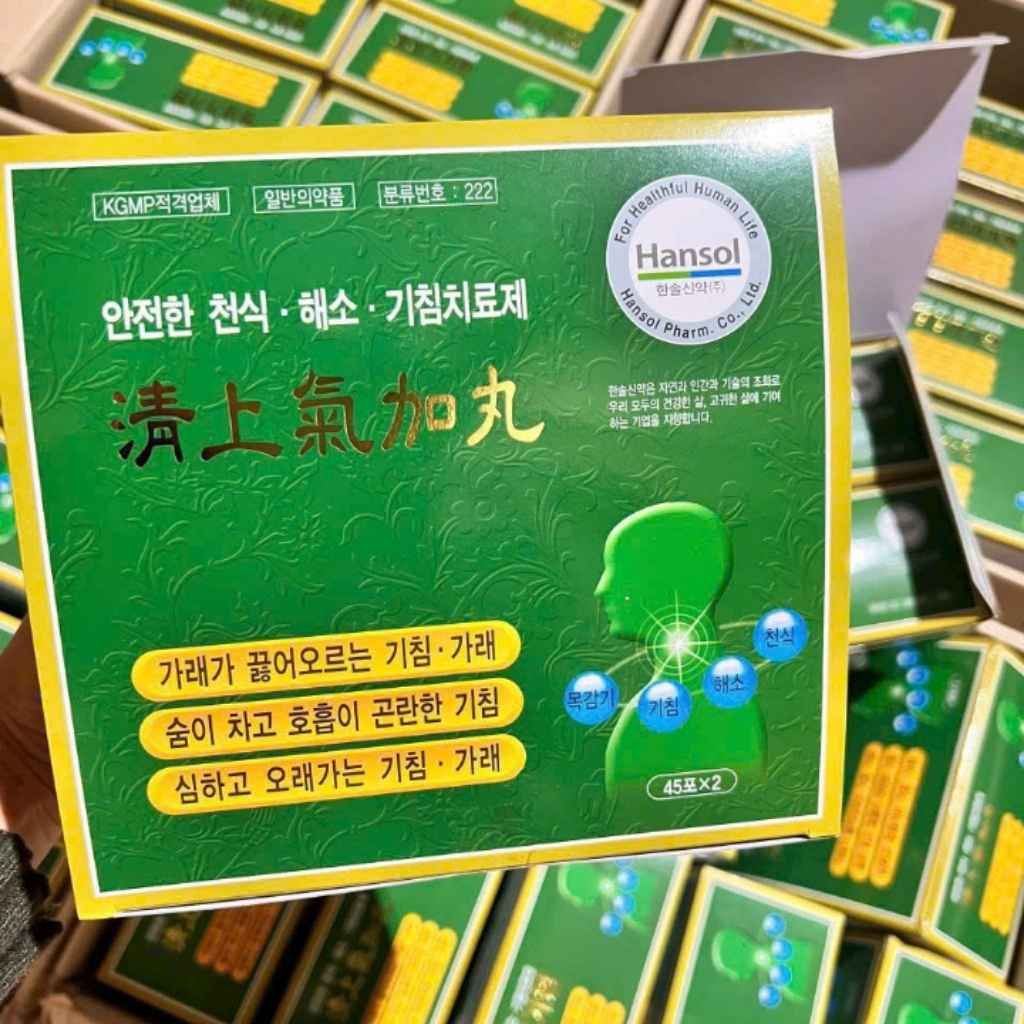 KGMP적격업체 일반의약품 분류번호 : 222
For Healthful Human Life
Hansol
한솔신약(주)
Hansol Pharm. Co., Ltd.
안전한 천식 · 해소 · 기침치료제
淸上氣加丸
한솔신약은 자연과 인간과 기술의 조화로
우리 모두의 건강한 삶, 고귀한 삶에 기여
하는 기업을 지향합니다.
천식
해소
기침
목감기
가래가 끓어오르는 기침 · 가래
숨이 차고 호흡이 곤란한 기침
심하고 오래가는 기침 · 가래
45포×2